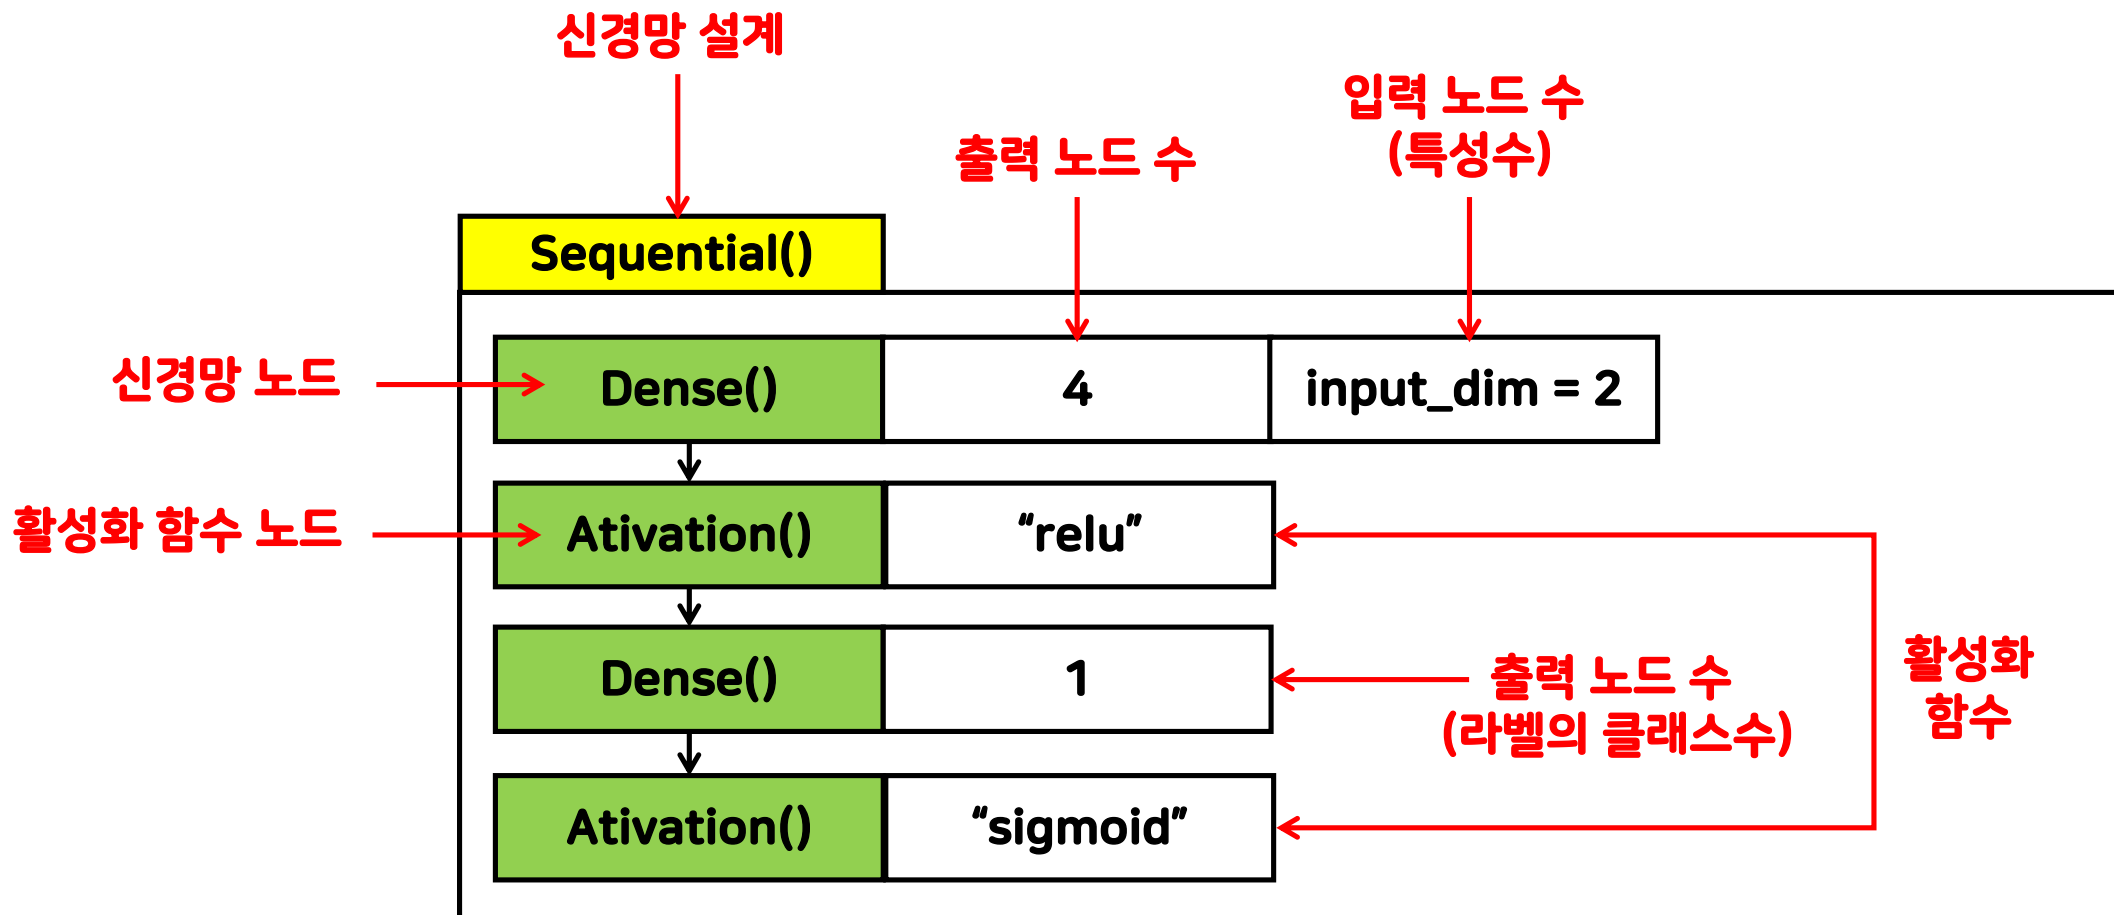 신경망 설계
입력 노드 수
(특성수)
출력 노드 수
Sequential()
신경망 노드
Dense()
4
input_dim = 2
활성화 함수 노드
Ativation()
“relu”
Dense()
1
출력 노드 수
(라벨의 클래스수)
활성화
함수
Ativation()
“sigmoid”